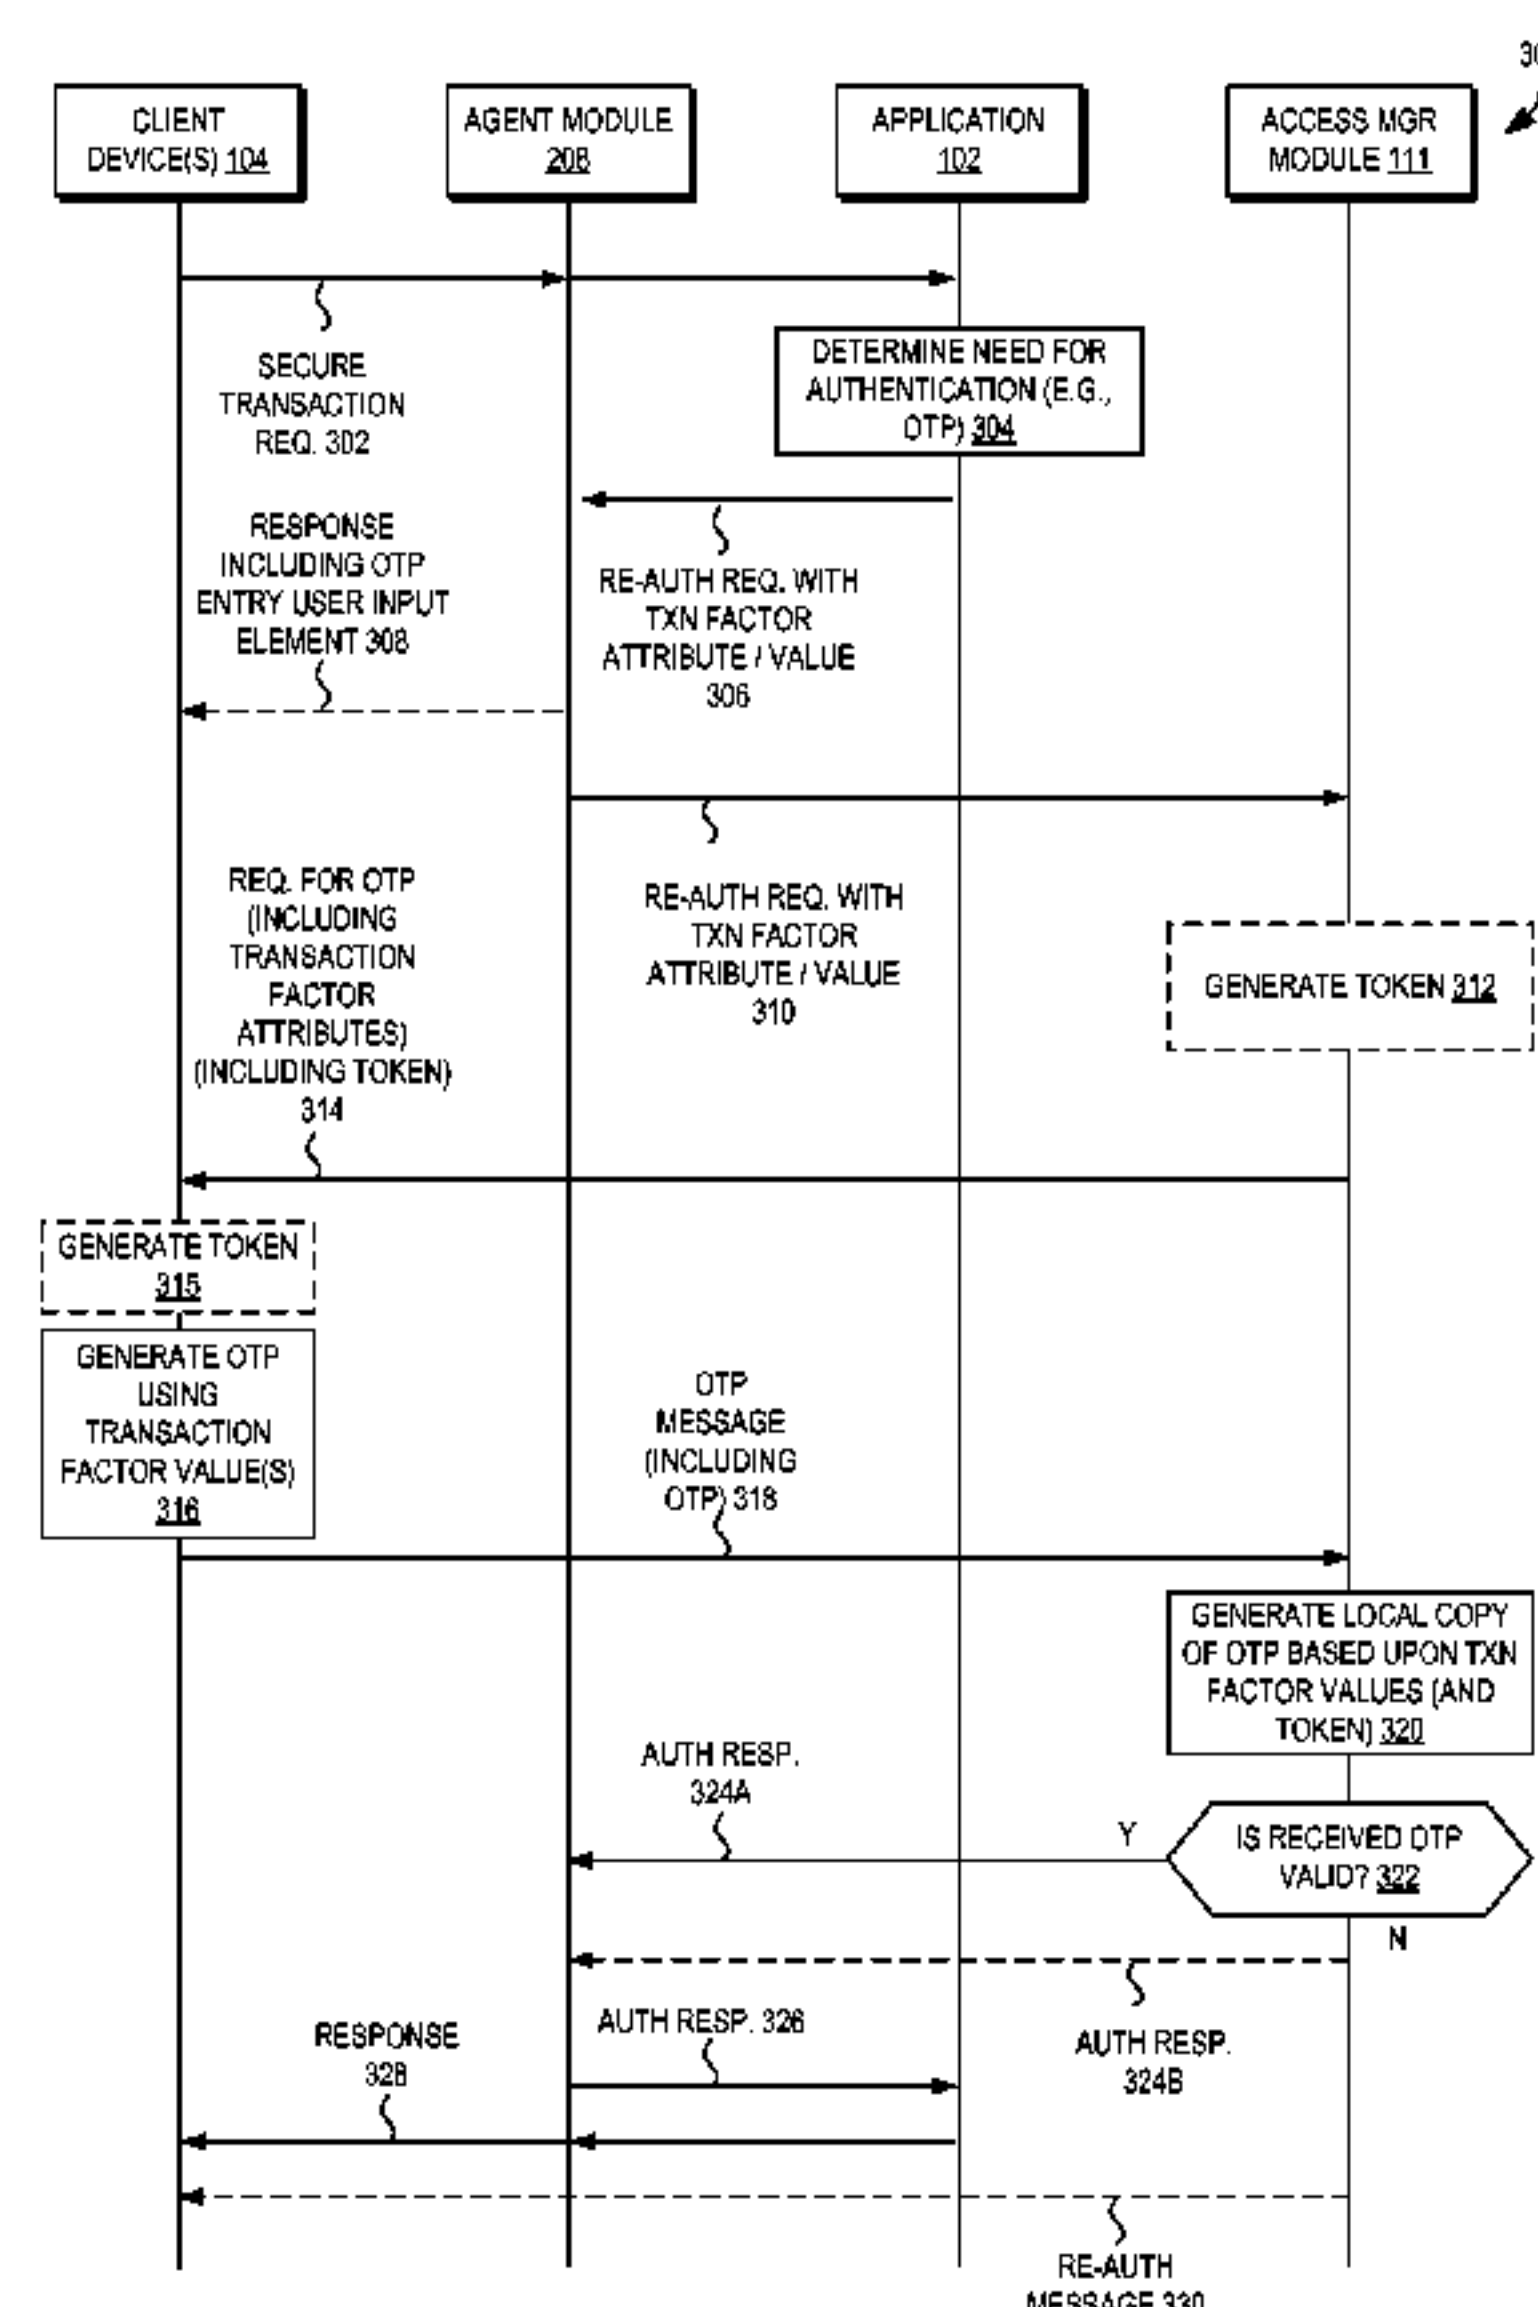 CLIENT
DEVICE(S) 104
AGENT MODULE
208
APPLICATION
102
ACCESS MGR
MODULE 111
SECURE
TRANSACTION
REQ. 302
DETERMINE NEED FOR
AUTHENTICATION (E.G.,
OTP) 304
RESPONSE
INCLUDING OTP
ENTRY USER INPUT
ELEMENT 308
RE-AUTH REQ. WITH
TXN FACTOR
ATTRIBUTE / VALUE
306
REQ. FOR OTP
(INCLUDING
TRANSACTION
FACTOR
ATTRIBUTES)
(INCLUDING TOKEN)
314
RE-AUTH REQ. WITH
TXN FACTOR
ATTRIBUTE / VALUE
310
GENERATE TOKEN 312
GENERATE TOKEN
315
GENERATE OTP
USING
TRANSACTION
FACTOR VALUE(S)
316
OTP
MESSAGE
(INCLUDING
OTP) 318
GENERATE LOCAL COPY
OF OTP BASED UPON TXN
FACTOR VALUES (AND
TOKEN) 320
AUTH RESP.
324A
Y
IS RECEIVED OTP
VALID? 322
N
AUTH RESP.
324B
AUTH RESP. 326
RESPONSE
328
RE-AUTH
MESSAGE 330